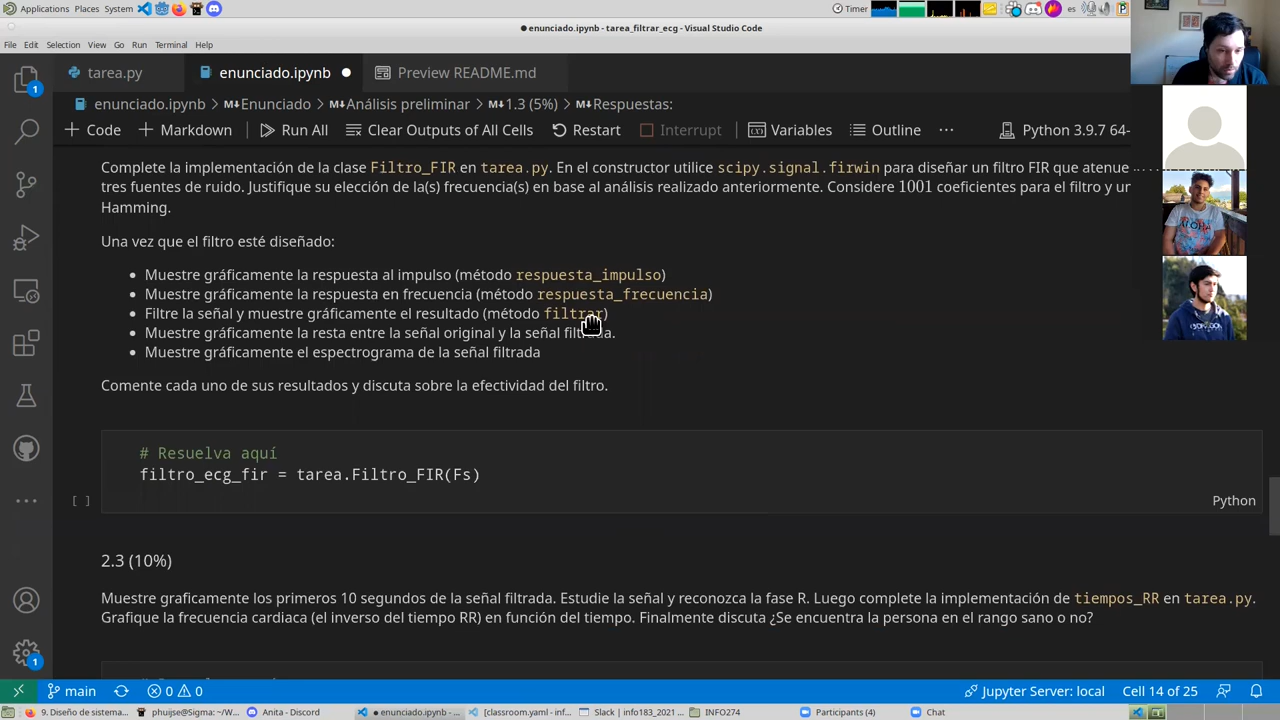 Applications Places System
Timer
es
enunciado.ipynb - tarea_filtrar_ecg - Visual Studio Code
File Edit Selection View Go Run Terminal Help
tarea.py enunciado.ipynb Preview README.md
enunciado.ipynb > Enunciado > Análisis preliminar > 1.3 (5%) > Respuestas:
Code Markdown Run All Clear Outputs of All Cells Restart Interrupt Variables Outline ... Python 3.9.7 64-
Complete la implementación de la clase Filtro_FIR en tarea.py. En el constructor utilice scipy.signal.firwin para diseñar un filtro FIR que atenue
tres fuentes de ruido. Justifique su elección de la(s) frecuencia(s) en base al análisis realizado anteriormente. Considere 1001 coeficientes para el filtro y ur
Hamming.
Una vez que el filtro esté diseñado:
• Muestre gráficamente la respuesta al impulso (método respuesta_impulso)
• Muestre gráficamente la respuesta en frecuencia (método respuesta_frecuencia)
• Filtre la señal y muestre gráficamente el resultado (método filtrar)
• Muestre gráficamente la resta entre la señal original y la señal filtrada.
• Muestre gráficamente el espectrograma de la señal filtrada
Comente cada uno de sus resultados y discuta sobre la efectividad del filtro.
# Resuelva aquí
filtro_ecg_fir = tarea.Filtro_FIR(Fs)
[ ]
Python
2.3 (10%)
Muestre graficamente los primeros 10 segundos de la señal filtrada. Estudie la señal y reconozca la fase R. Luego complete la implementación de tiempos_RR en tarea.py.
Grafique la frecuencia cardiaca (el inverso del tiempo RR) en función del tiempo. Finalmente discuta ¿Se encuentra la persona en el rango sano o no?
1
1
main 0 0 Jupyter Server: local Cell 14 of 25
9. Diseño de sistema... phuijse@Sigma: ~/W... Anita - Discord ● enunciado.ipynb - ... [classroom.yaml - inf... Slack | info183_2021 ... INFO274 Participants (4) Chat